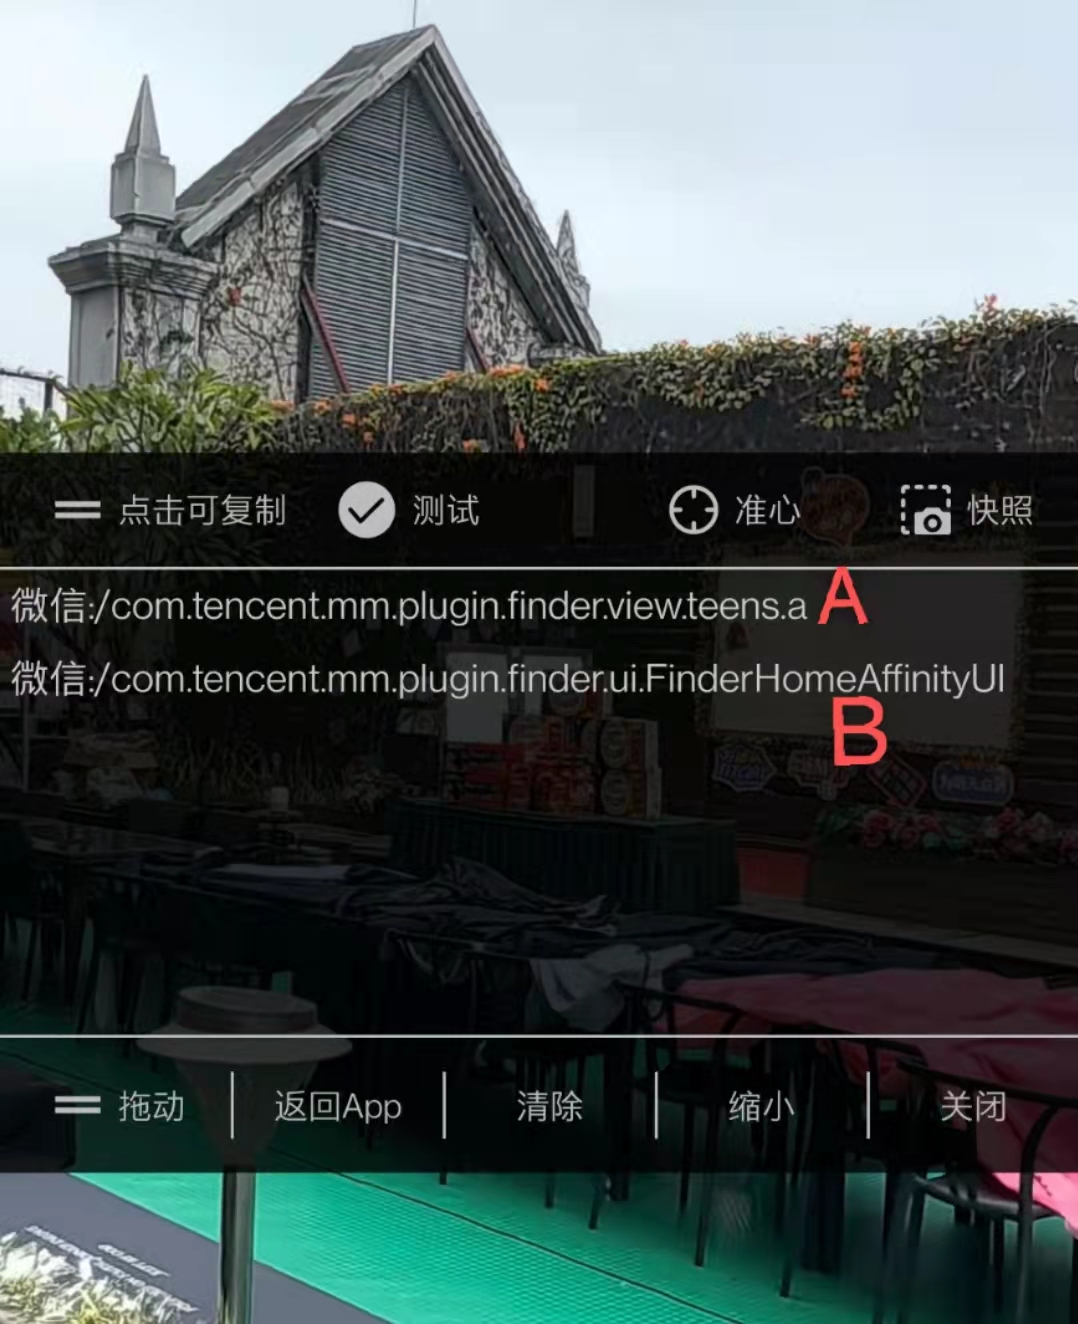 点击可复制 测试 准心 快照
微信:/com.tencent.mm.plugin.finder.view.teens.a A
微信:/com.tencent.mm.plugin.finder.ui.FinderHomeAffinityUI
B
拖动 返回App 清除 缩小 关闭